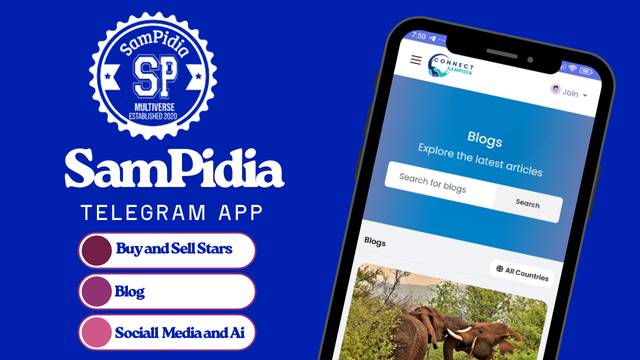 SamPidia
SP
MULTIVERSE
ESTABLISHED 2020
SamPidia
TELEGRAM APP
Buy and Sell Stars
Blog
Sociall Media and Ai
7:50
CONNECT
SAMPIDIA
Join
Blogs
Explore the latest articles
Search for blogs
Search
Blogs
All Countries